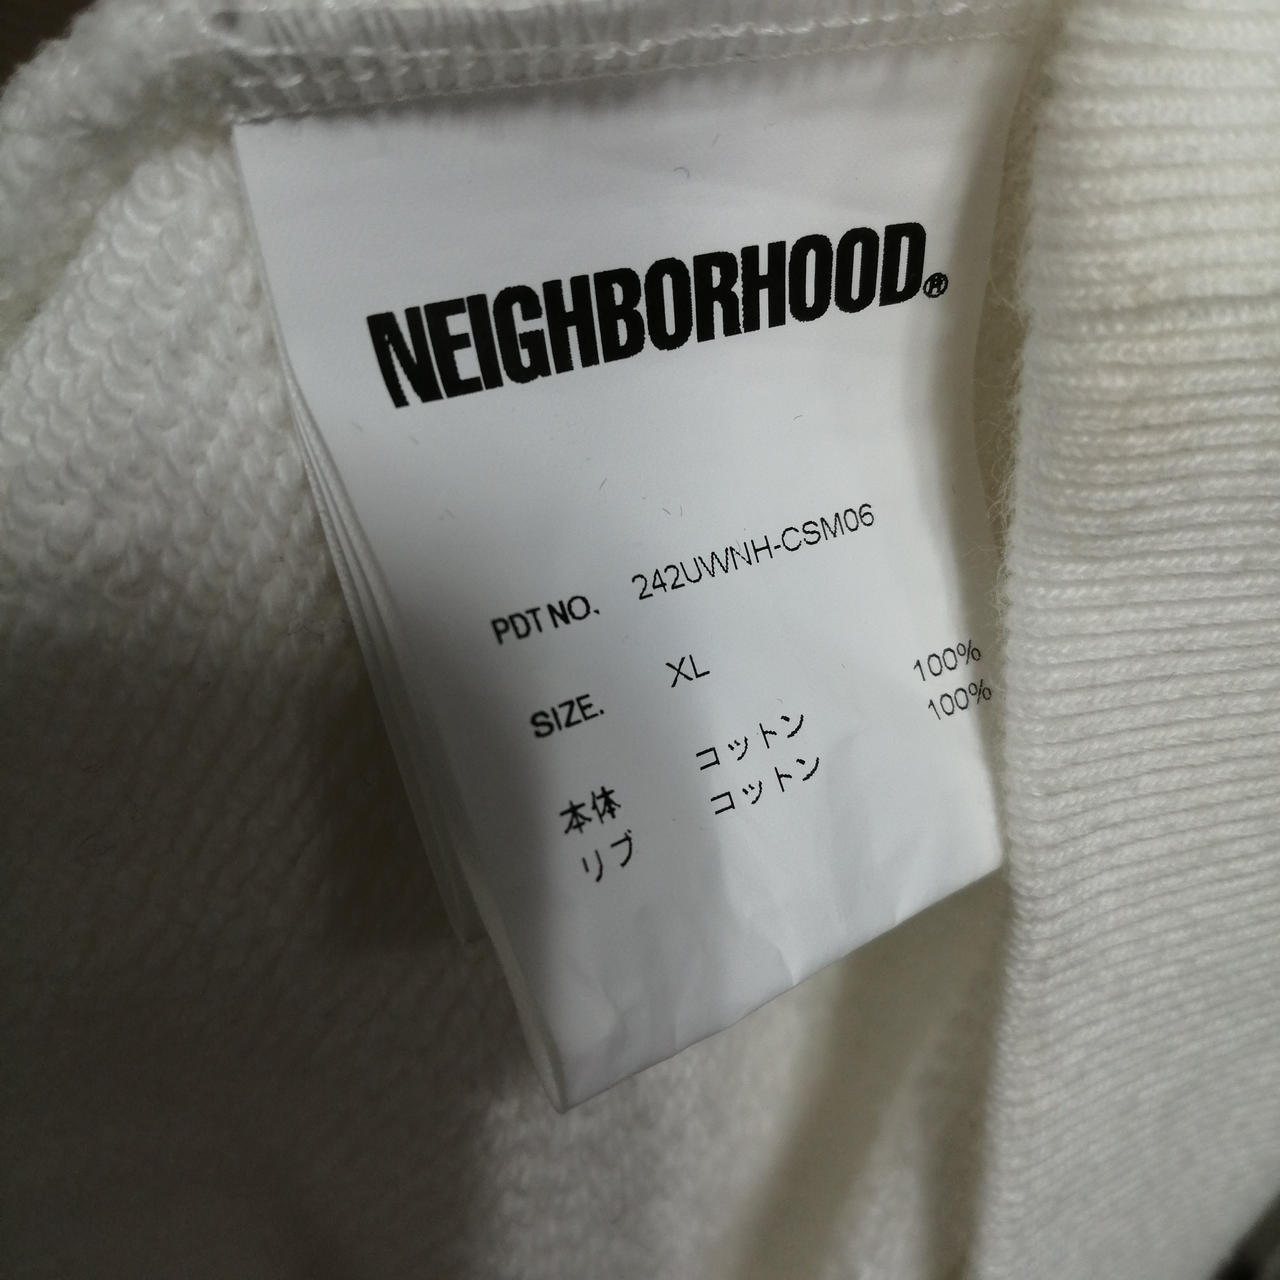 NEIGHBORHOOD®
PDT NO. 242UWNH-CSM06
SIZE. XL
本体 コットン 100%
リブ コットン 100%